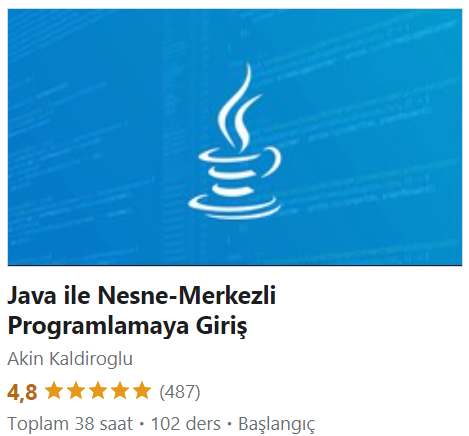 Java ile Nesne-Merkezli
Programlamaya Giriş
Akin Kaldiroglu
4,8 (487)
Toplam 38 saat • 102 ders • Başlangıç